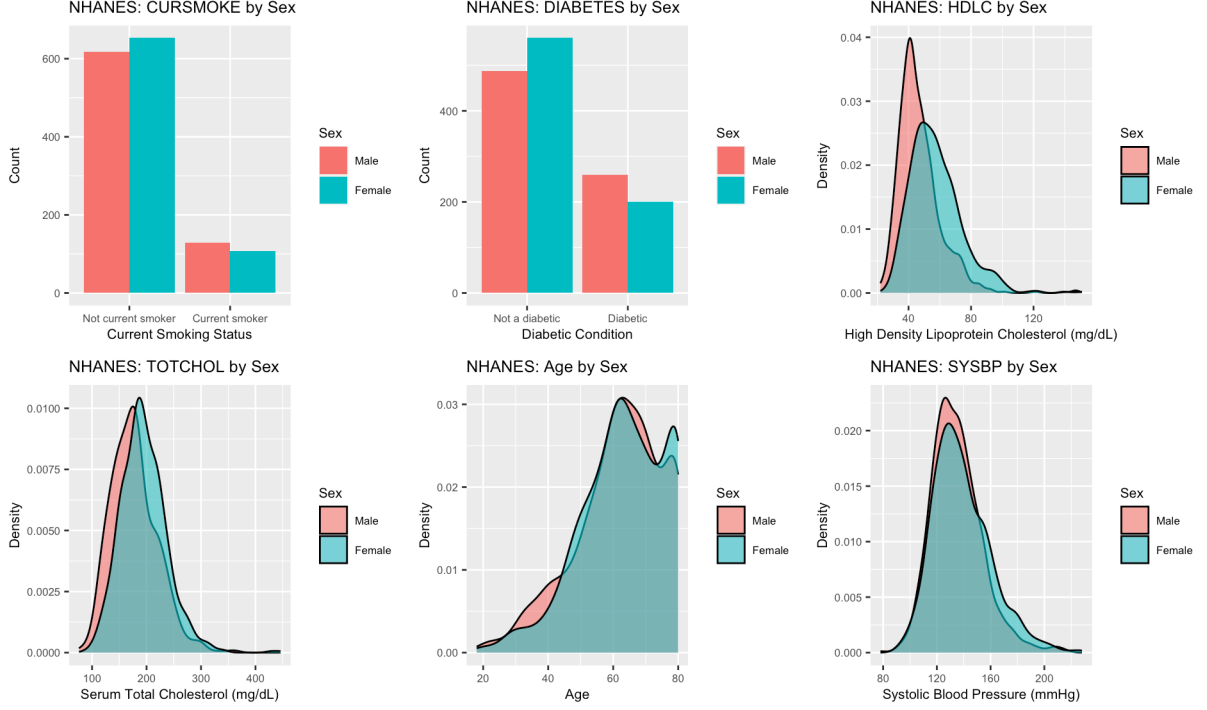 NHANES: CURSMOKE by Sex
600
400
200
0
Count
Not current smoker
Current smoker
Current Smoking Status
Sex
Male
Female
NHANES: DIABETES by Sex
400
200
0
Count
Not a diabetic
Diabetic
Diabetic Condition
Sex
Male
Female
NHANES: HDLC by Sex
0.04
0.03
0.02
0.01
0.00
Density
40
80
120
High Density Lipoprotein Cholesterol (mg/dL)
Sex
Male
Female
NHANES: TOTCHOL by Sex
0.0100
0.0075
0.0050
0.0025
0.0000
Density
100
200
300
400
Serum Total Cholesterol (mg/dL)
Sex
Male
Female
NHANES: Age by Sex
0.03
0.02
0.01
0.00
Density
20
40
60
80
Age
Sex
Male
Female
NHANES: SYSBP by Sex
0.020
0.015
0.010
0.005
0.000
Density
80
120
160
200
Systolic Blood Pressure (mmHg)
Sex
Male
Female